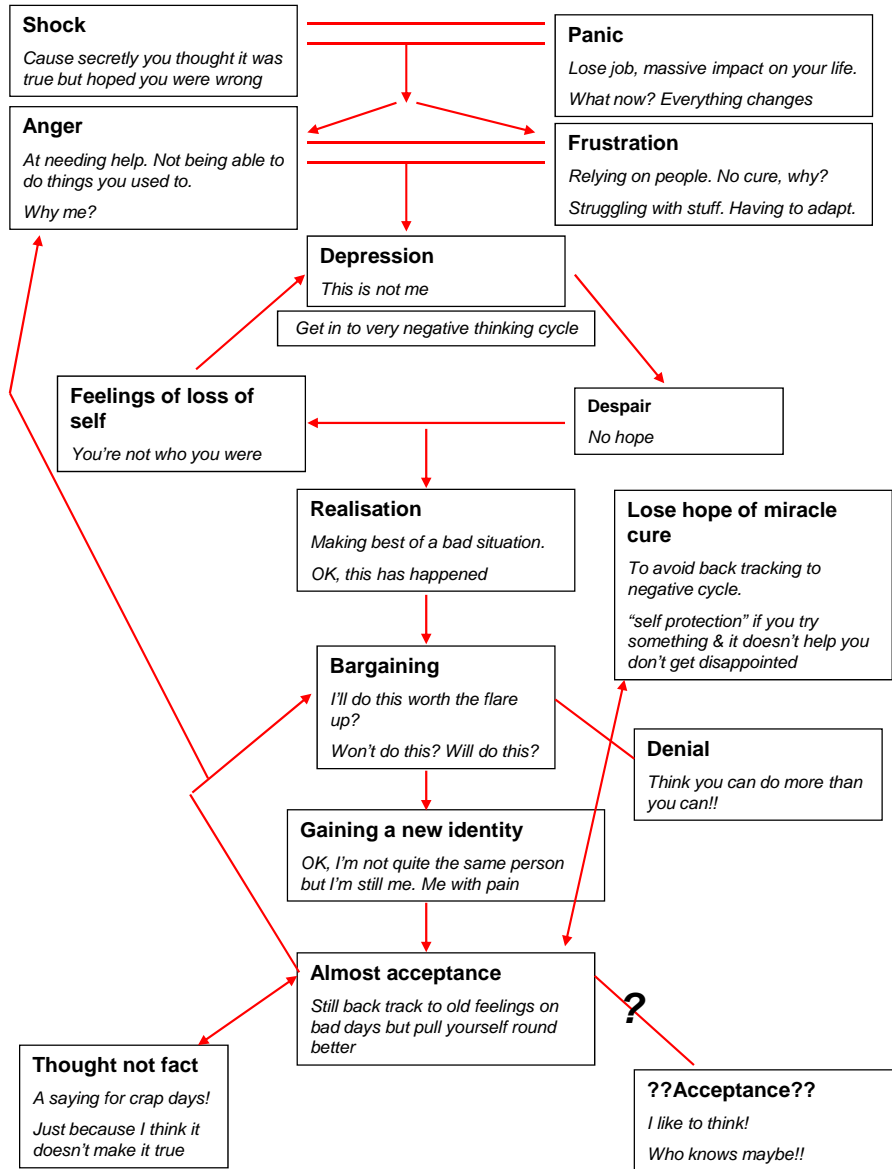 Shock
Cause secretly you thought it was
true but hoped you were wrong
Panic
Lose job, massive impact on your life.
What now? Everything changes
Anger
At needing help. Not being able to
do things you used to.
Why me?
Frustration
Relying on people. No cure, why?
Struggling with stuff. Having to adapt.
Depression
This is not me
Get in to very negative thinking cycle
Feelings of loss of
self
You're not who you were
Despair
No hope
Realisation
Making best of a bad situation.
OK, this has happened
Lose hope of miracle
cure
To avoid back tracking to
negative cycle.
“self protection” if you try
something & it doesn't help you
don't get disappointed
Bargaining
I'll do this worth the flare
up?
Won't do this? Will do this?
Denial
Think you can do more than
you can!!
Gaining a new identity
OK, I'm not quite the same person
but I'm still me. Me with pain
Almost acceptance
Still back track to old feelings on
bad days but pull yourself round
better
?
Thought not fact
A saying for crap days!
Just because I think it
doesn't make it true
??Acceptance??
I like to think!
Who knows maybe!!